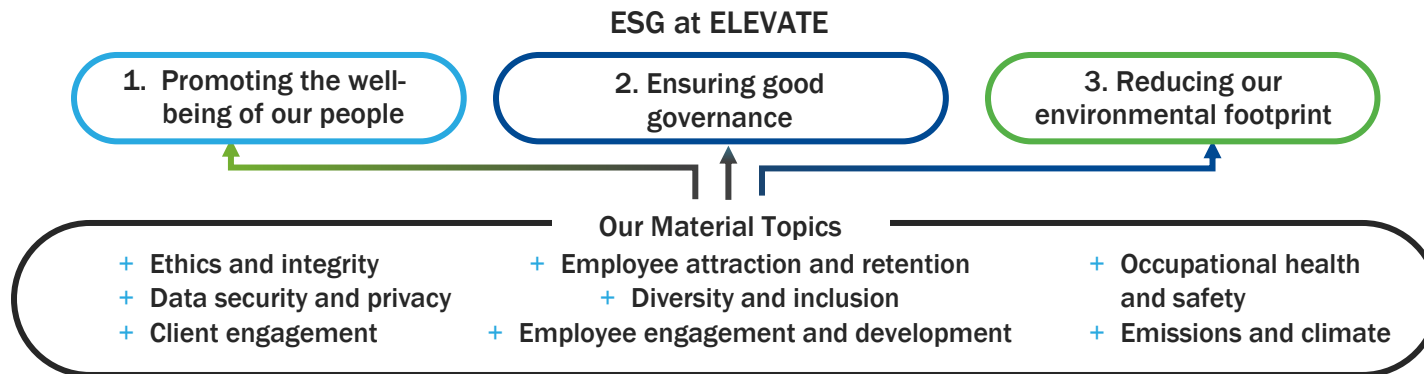 ESG at ELEVATE
1. Promoting the well-
being of our people
2. Ensuring good
governance
3. Reducing our
environmental footprint
Our Material Topics
+ Ethics and integrity
+ Data security and privacy
+ Client engagement
+ Employee attraction and retention
+ Diversity and inclusion
+ Employee engagement and development
+ Occupational health
and safety
+ Emissions and climate